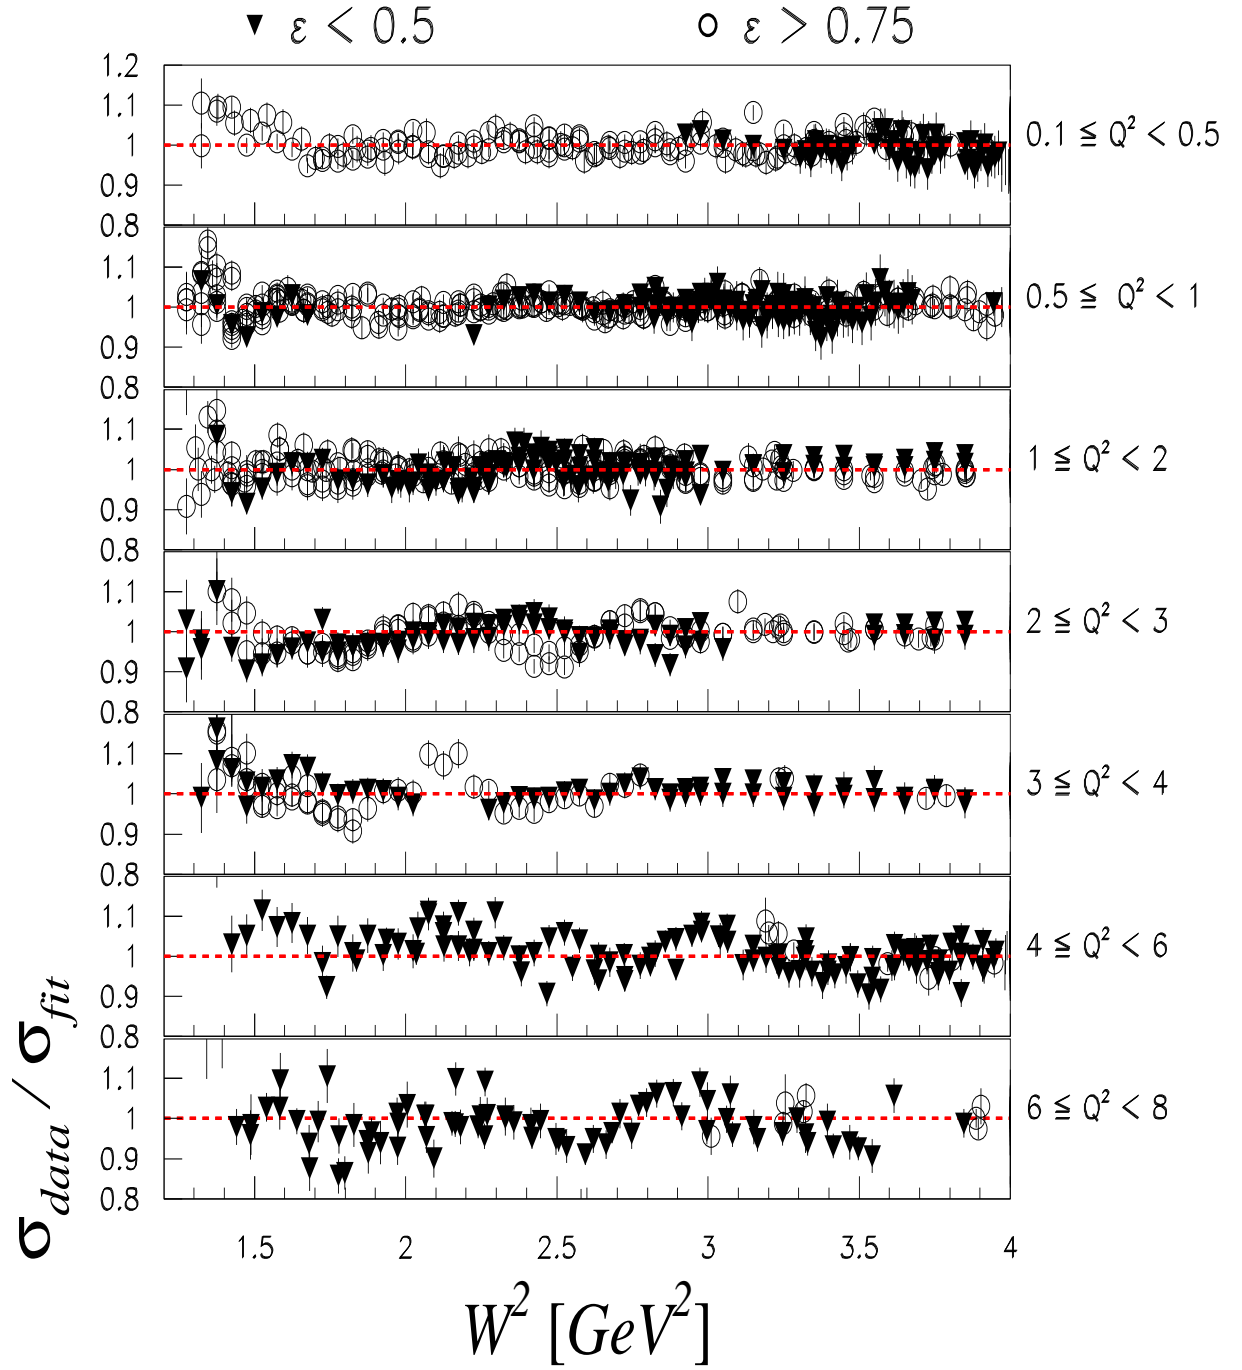 ▼ ε < 0.5 ○ ε > 0.75
1.2
1.1
1
0.9
0.8
0.1 ≦ Q² < 0.5
1.1
1
0.9
0.8
0.5 ≦ Q² < 1
1.1
1
0.9
0.8
1 ≦ Q² < 2
1.1
1
0.9
0.8
2 ≦ Q² < 3
1.1
1
0.9
0.8
3 ≦ Q² < 4
1.1
1
0.9
0.8
4 ≦ Q² < 6
1.1
1
0.9
0.8
6 ≦ Q² < 8
σ_data / σ_fit
1.5 2 2.5 3 3.5 4
W² [GeV²]